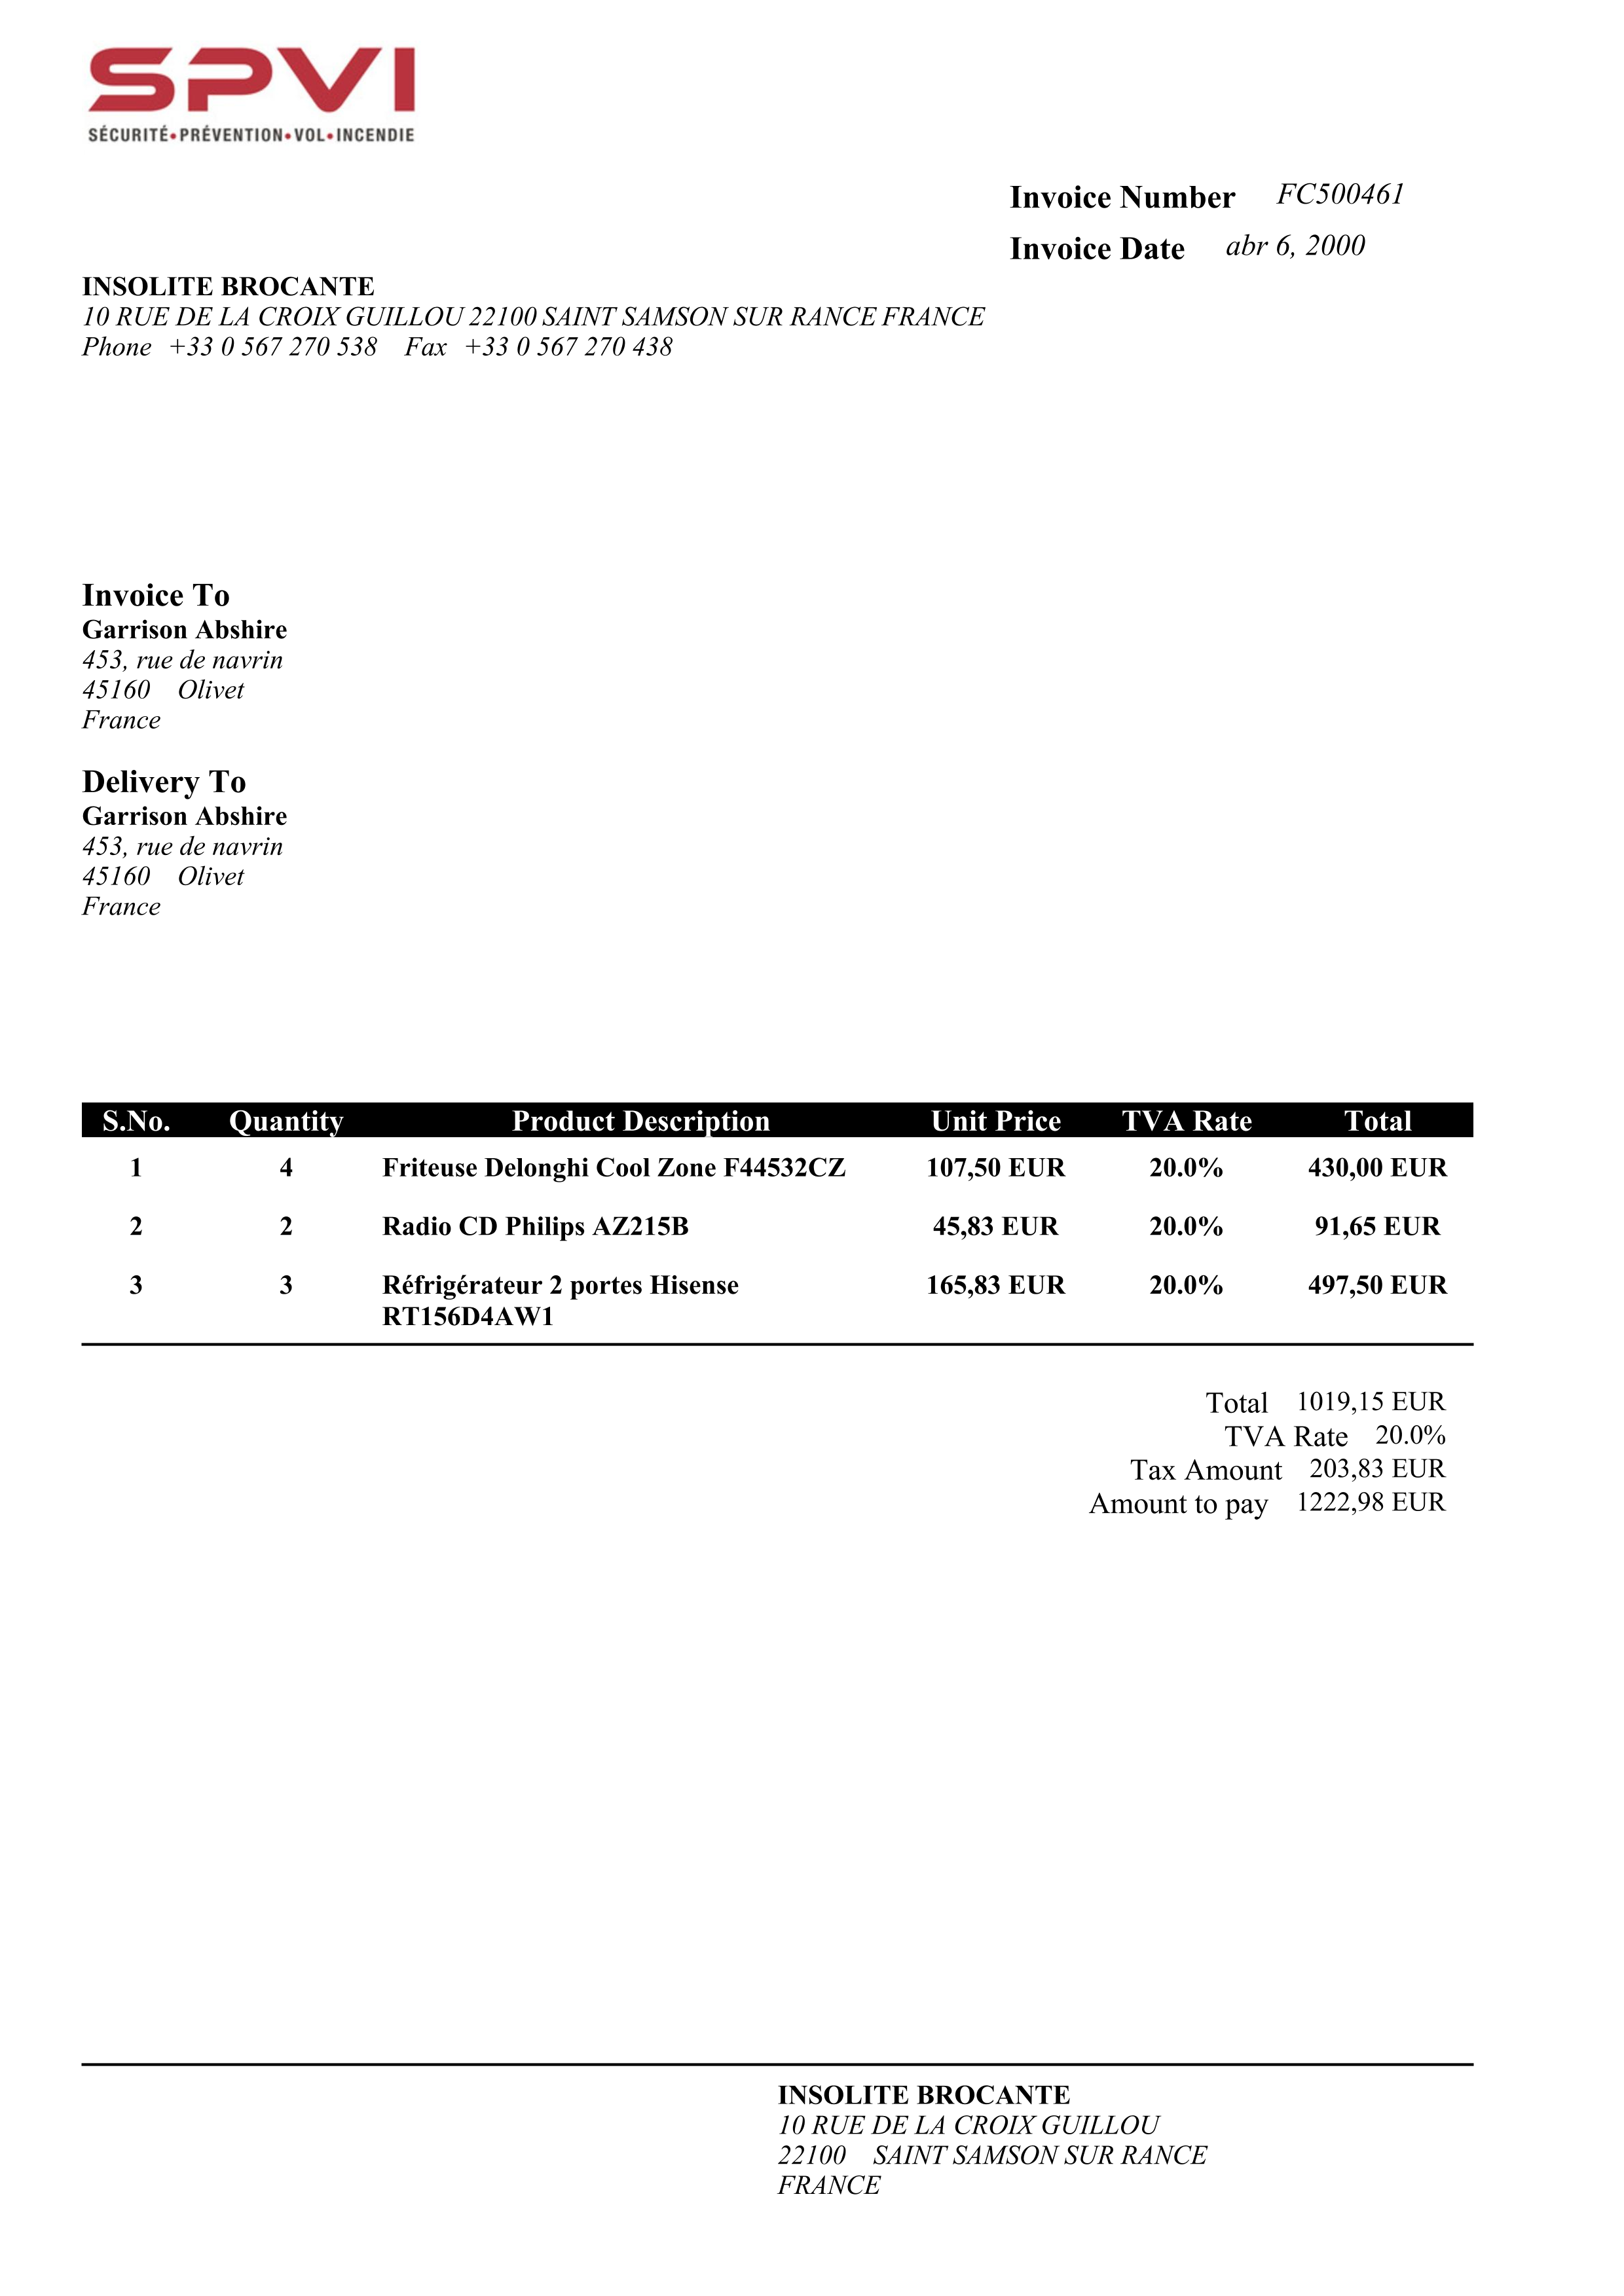 SPVI
SÉCURITÉ•PRÉVENTION•VOL•INCENDIE
Invoice Number FC500461
Invoice Date abr 6, 2000
INSOLITE BROCANTE
10 RUE DE LA CROIX GUILLOU 22100 SAINT SAMSON SUR RANCE FRANCE
Phone +33 0 567 270 538 Fax +33 0 567 270 438
Invoice To
Garrison Abshire
453, rue de navrin
45160 Olivet
France
Delivery To
Garrison Abshire
453, rue de navrin
45160 Olivet
France
S.No. Quantity Product Description Unit Price TVA Rate Total
1 4 Friteuse Delonghi Cool Zone F44532CZ 107,50 EUR 20.0% 430,00 EUR
2 2 Radio CD Philips AZ215B 45,83 EUR 20.0% 91,65 EUR
3 3 Réfrigérateur 2 portes Hisense 165,83 EUR 20.0% 497,50 EUR
RT156D4AW1
Total 1019,15 EUR
TVA Rate 20.0%
Tax Amount 203,83 EUR
Amount to pay 1222,98 EUR
INSOLITE BROCANTE
10 RUE DE LA CROIX GUILLOU
22100 SAINT SAMSON SUR RANCE
FRANCE